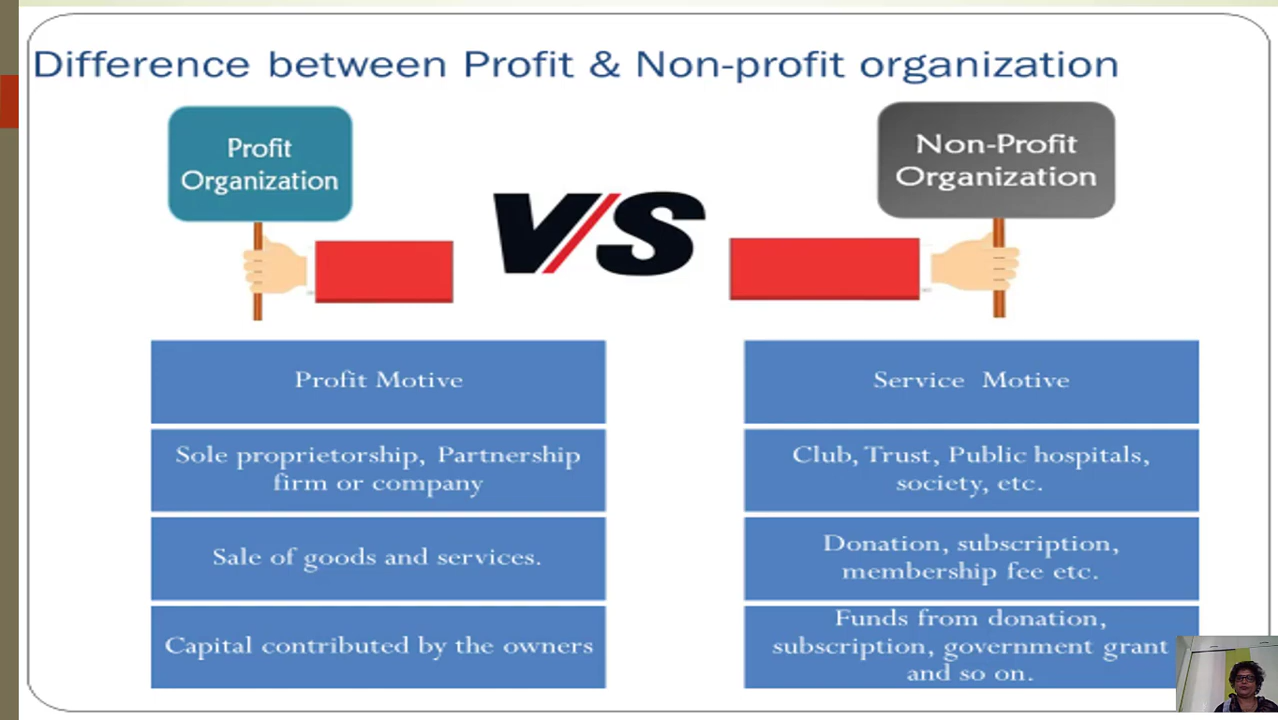 Difference between Profit & Non-profit organization
Profit
Organization
VS
Non-Profit
Organization
Profit Motive
Sole proprietorship, Partnership
firm or company
Sale of goods and services.
Capital contributed by the owners
Service Motive
Club, Trust, Public hospitals,
society, etc.
Donation, subscription,
membership fee etc.
Funds from donation,
subscription, government grant
and so on.